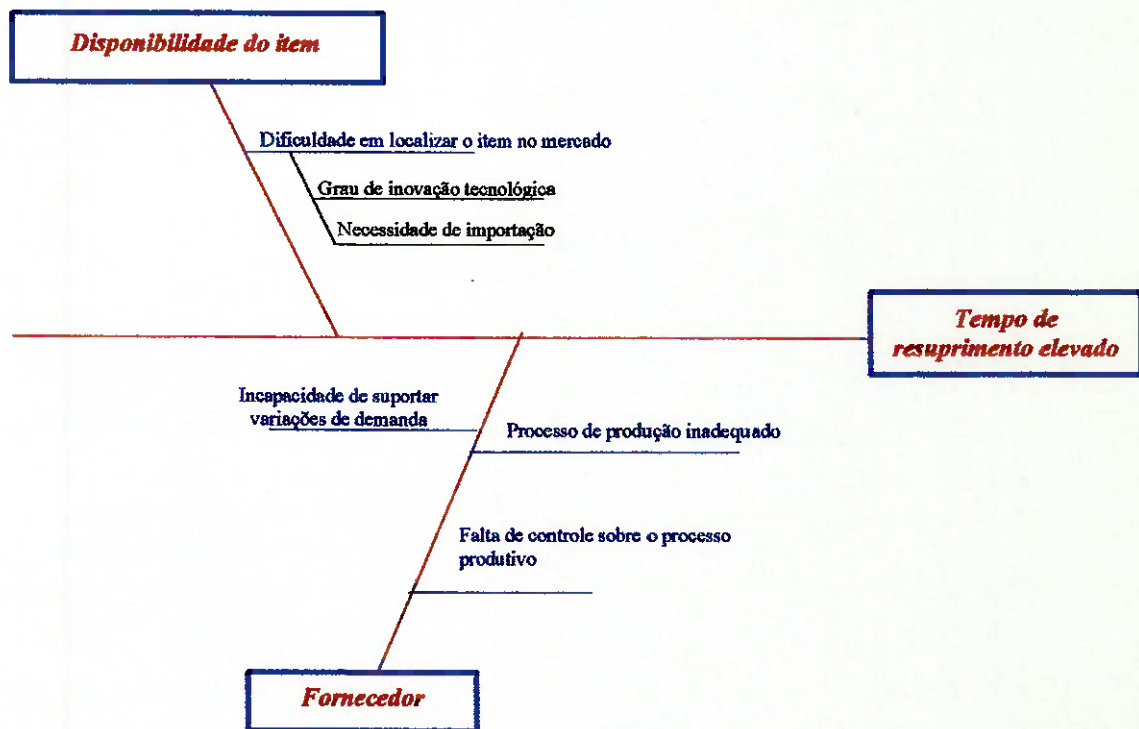 Disponibilidade do item
Dificuldade em localizar o item no mercado
Grau de inovação tecnológica
Necessidade de importação
Tempo de
resuprimento elevado
Incapacidade de suportar
variações de demanda
Processo de produção inadequado
Falta de controle sobre o processo
produtivo
Fornecedor